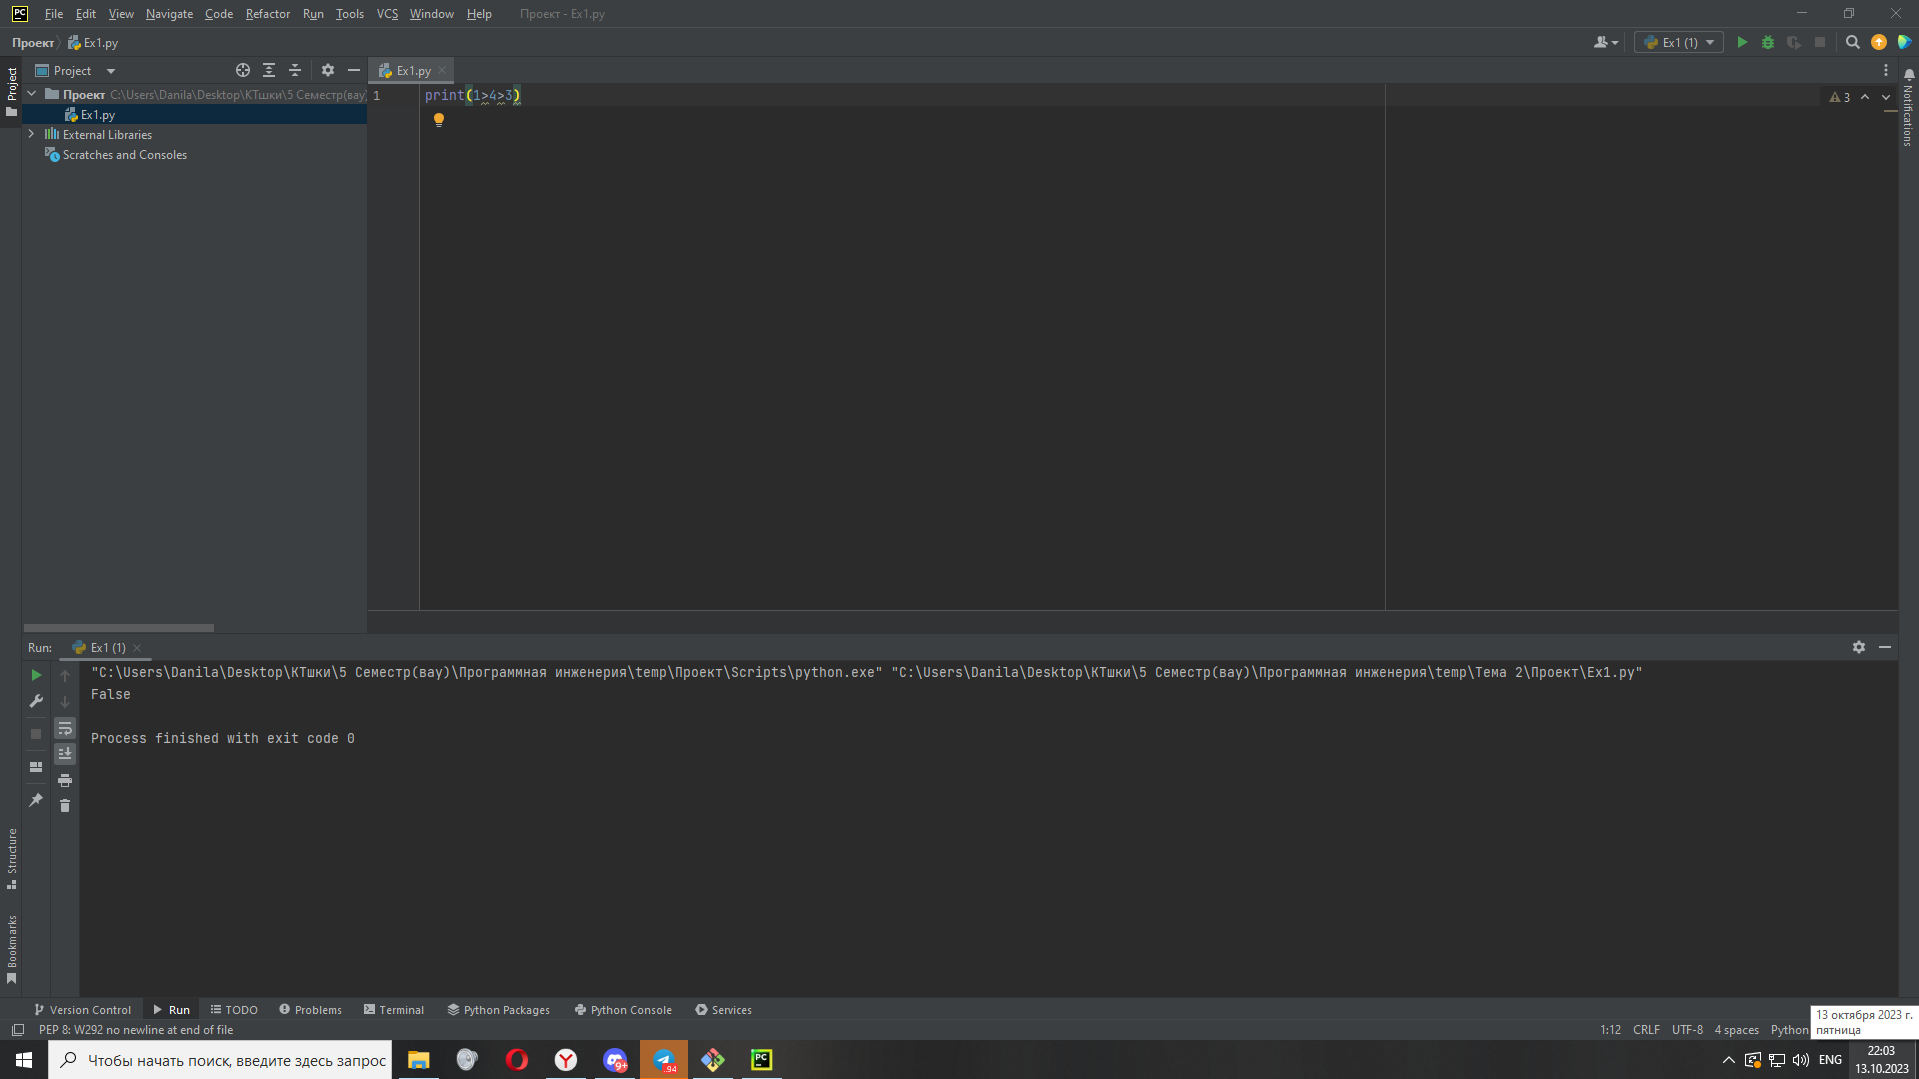 PC
File Edit View Navigate Code Refactor Run Tools VCS Window Help Проект - Ex1.py
Проект Ex1.py
Ex1 (1)
Project
Project
Ex1.py
Проект C:\Users\Danila\Desktop\КТшки\5 Семестр(вау)
Ex1.py
External Libraries
Scratches and Consoles
1 print(1>4>3)
3
Notifications
Run: Ex1 (1)
"C:\Users\Danila\Desktop\КТшки\5 Семестр(вау)\Программная инженерия\temp\Проект\Scripts\python.exe" "C:\Users\Danila\Desktop\КТшки\5 Семестр(вау)\Программная инженерия\temp\Тема 2\Проект\Ex1.py"
False
Process finished with exit code 0
Structure
Bookmarks
Version Control Run TODO Problems Terminal Python Packages Python Console Services
PEP 8: W292 no newline at end of file
1:12 CRLF UTF-8 4 spaces Python
13 октября 2023 г.
пятница
Чтобы начать поиск, введите здесь запрос
9+
..94
PC
ENG
22:03
13.10.2023